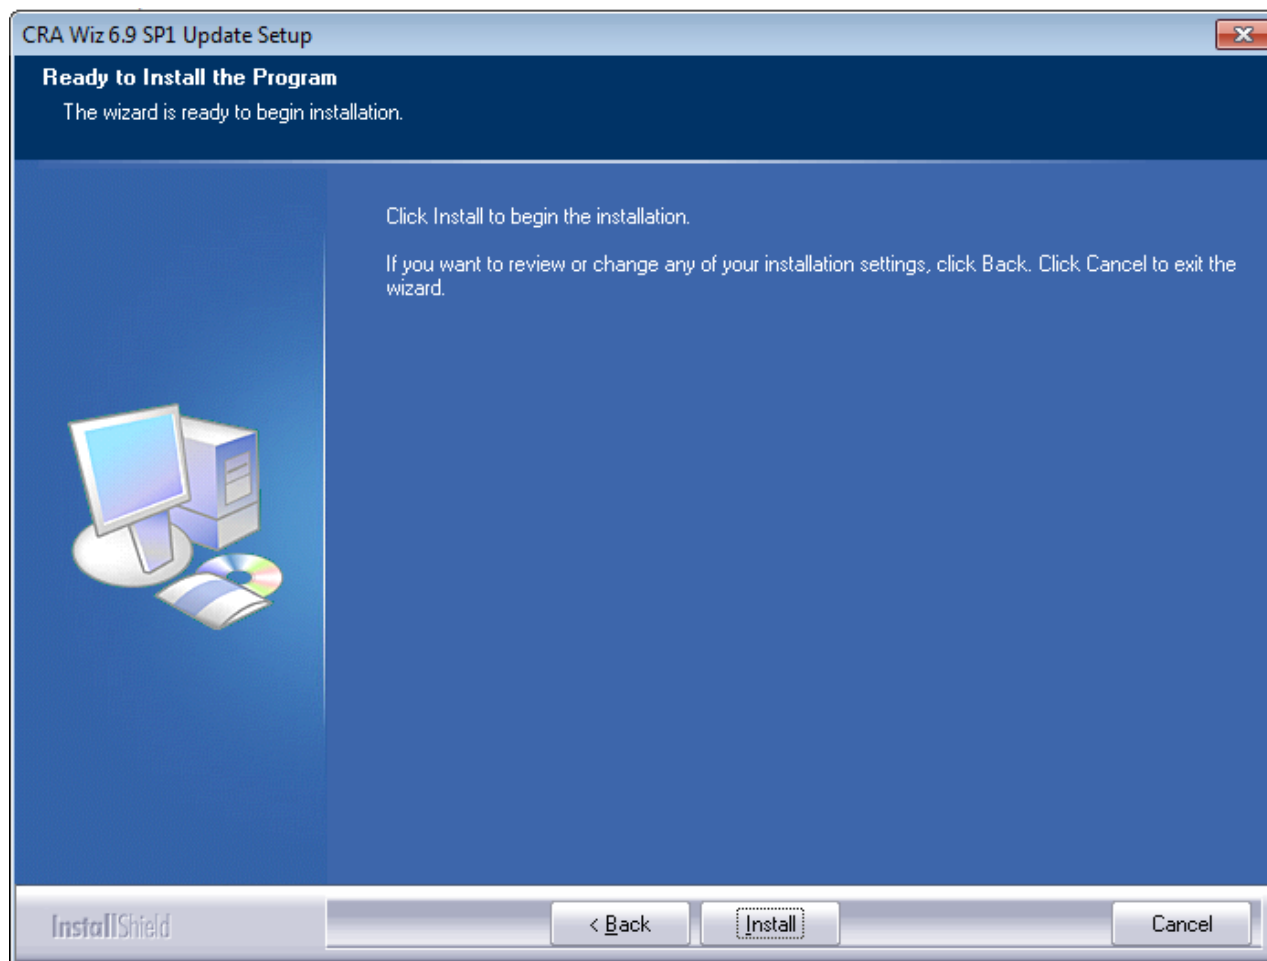 CRA Wiz 6.9 SP1 Update Setup
Ready to Install the Program
The wizard is ready to begin installation.
Click Install to begin the installation.
If you want to review or change any of your installation settings, click Back. Click Cancel to exit the
wizard.
InstallShield
< Back
Install
Cancel